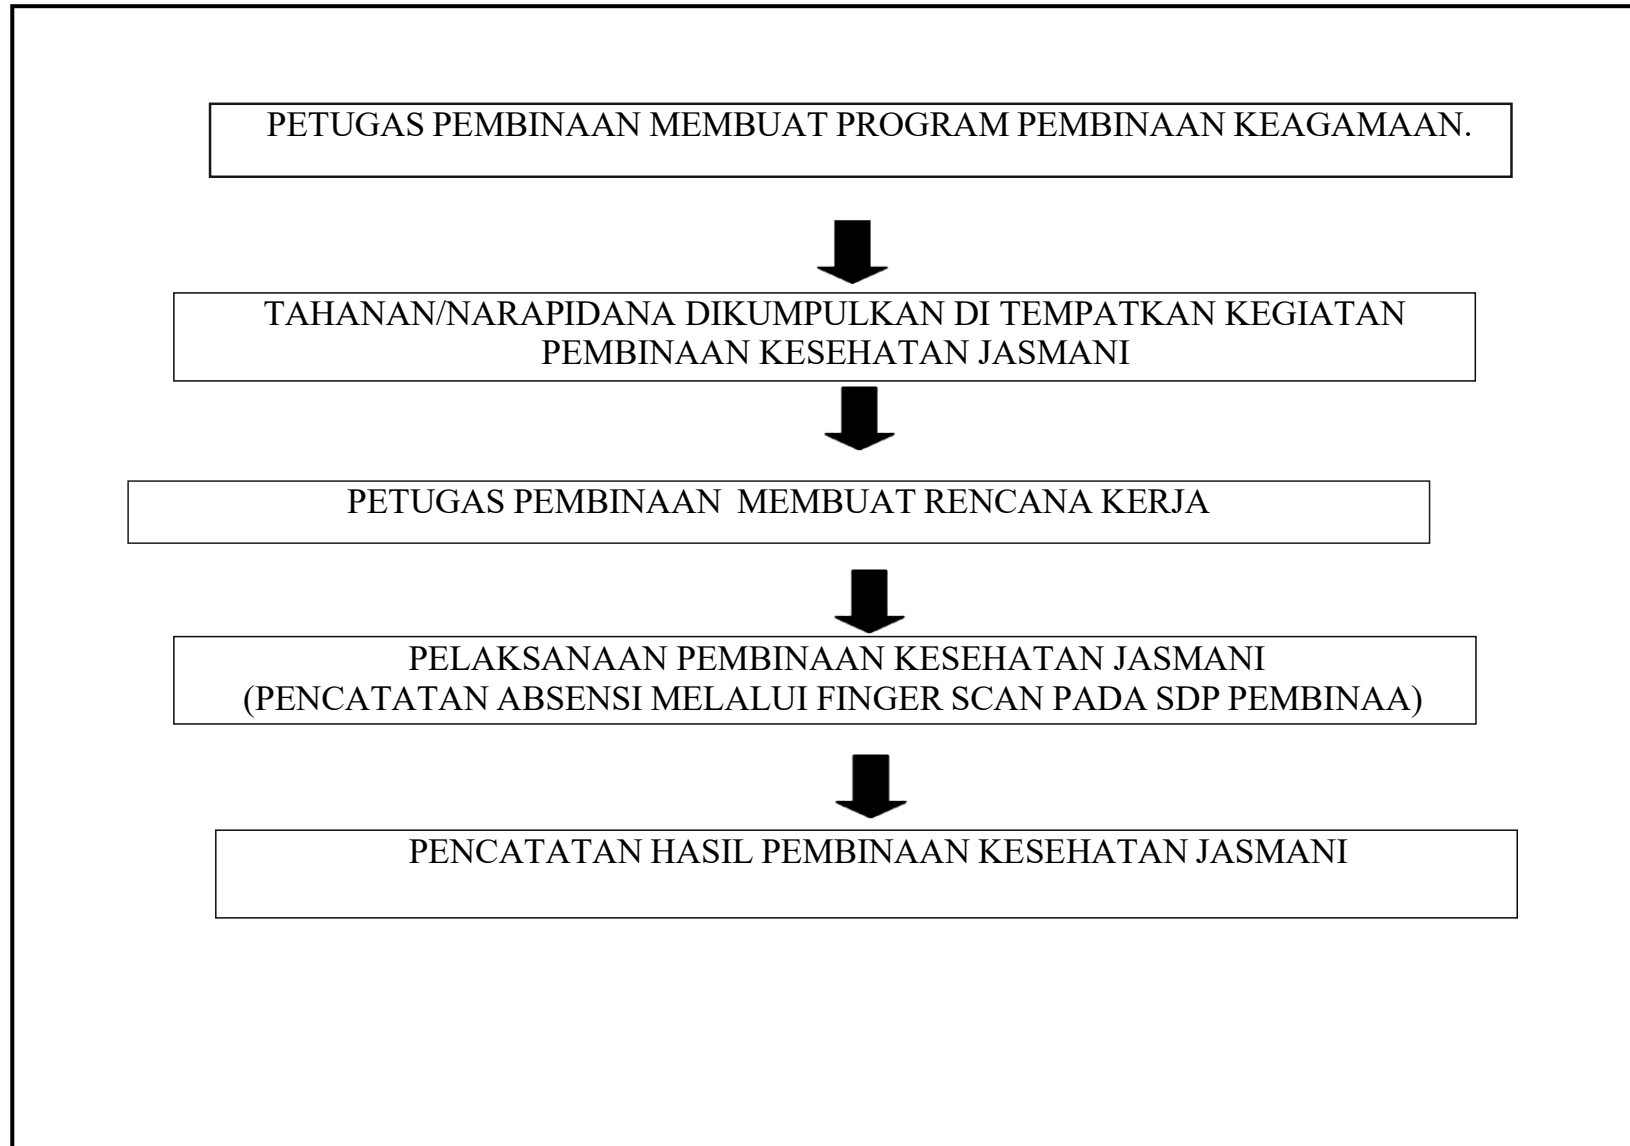 PETUGAS PEMBINAAN MEMBUAT PROGRAM PEMBINAAN KEAGAMAAN.
TAHANAN/NARAPIDANA DIKUMPULKAN DI TEMPATKAN KEGIATAN
PEMBINAAN KESEHATAN JASMANI
PETUGAS PEMBINAAN  MEMBUAT RENCANA KERJA
PELAKSANAAN PEMBINAAN KESEHATAN JASMANI
(PENCATATAN ABSENSI MELALUI FINGER SCAN PADA SDP PEMBINAA)
PENCATATAN HASIL PEMBINAAN KESEHATAN JASMANI